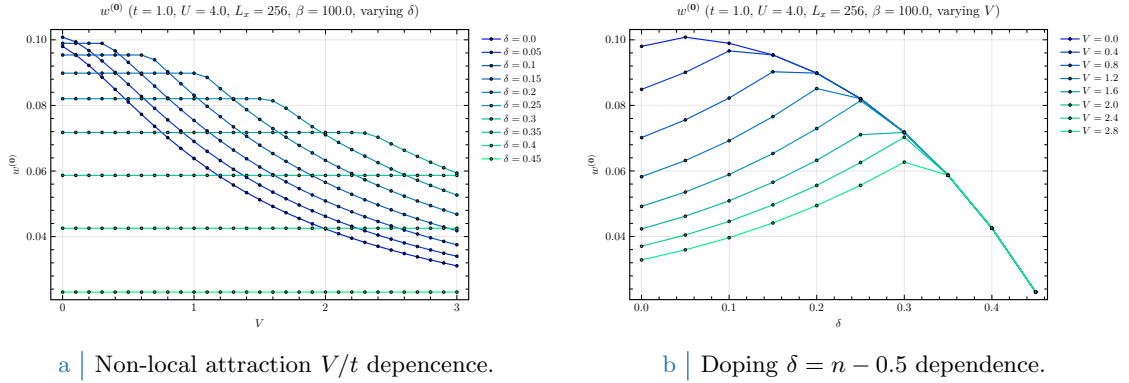 w^(0) (t = 1.0, U = 4.0, L_x = 256, β = 100.0, varying δ)
w^(0)
0.10
0.08
0.06
0.04
0
1
2
3
V
δ = 0.0
δ = 0.05
δ = 0.1
δ = 0.15
δ = 0.2
δ = 0.25
δ = 0.3
δ = 0.35
δ = 0.4
δ = 0.45
a | Non-local attraction V/t depencence.
w^(0) (t = 1.0, U = 4.0, L_x = 256, β = 100.0, varying V)
w^(0)
0.10
0.08
0.06
0.04
0.0
0.1
0.2
0.3
0.4
δ
V = 0.0
V = 0.4
V = 0.8
V = 1.2
V = 1.6
V = 2.0
V = 2.4
V = 2.8
b | Doping δ = n − 0.5 dependence.